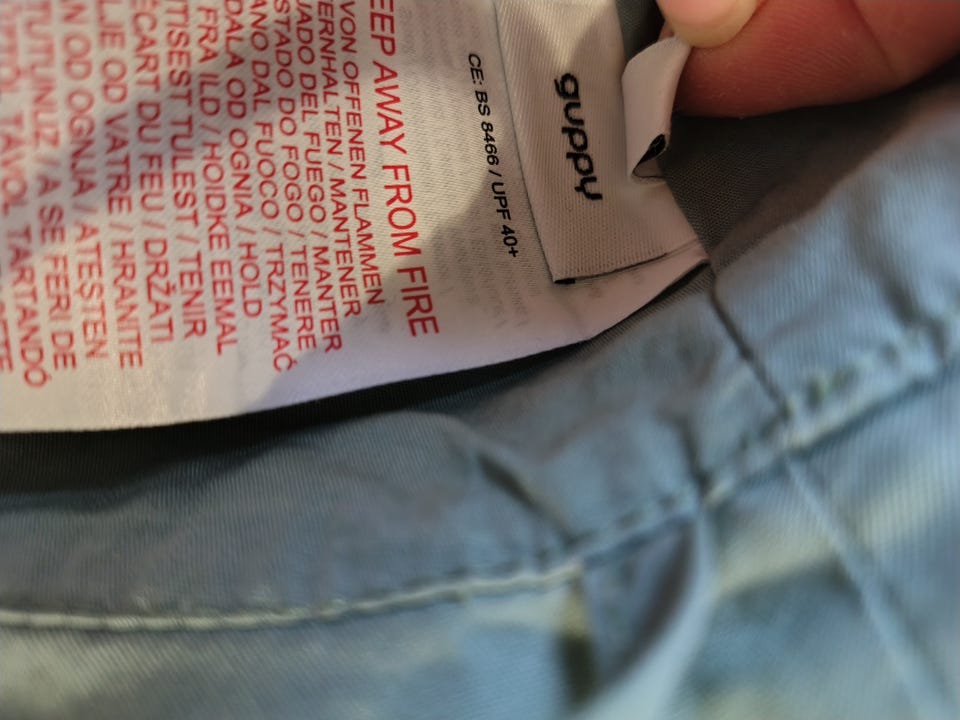 guppy
CE: BS 8466 / UPF 40+
EEP AWAY FROM FIRE
VON OFFENEN FLAMMEN
ERNHALTEN / MANTENER
JADO DEL FUEGO / MANTER
STADO DO FOGO / TENERE
ANO DAL FUOCO / TRZYMAĆ
DALA OD OGNIA / HOLD
FRA ILD / HOIDKE EEMAL
TISEST TULEST / TENIR
ÉCART DU FEU / DRŽATI
LJE OD VATRE / HRANITE
N OD OGNJA / ATEŞTEN
TUTUNUZ / A SE FERI DE
TÁVOL TARTANDÓ